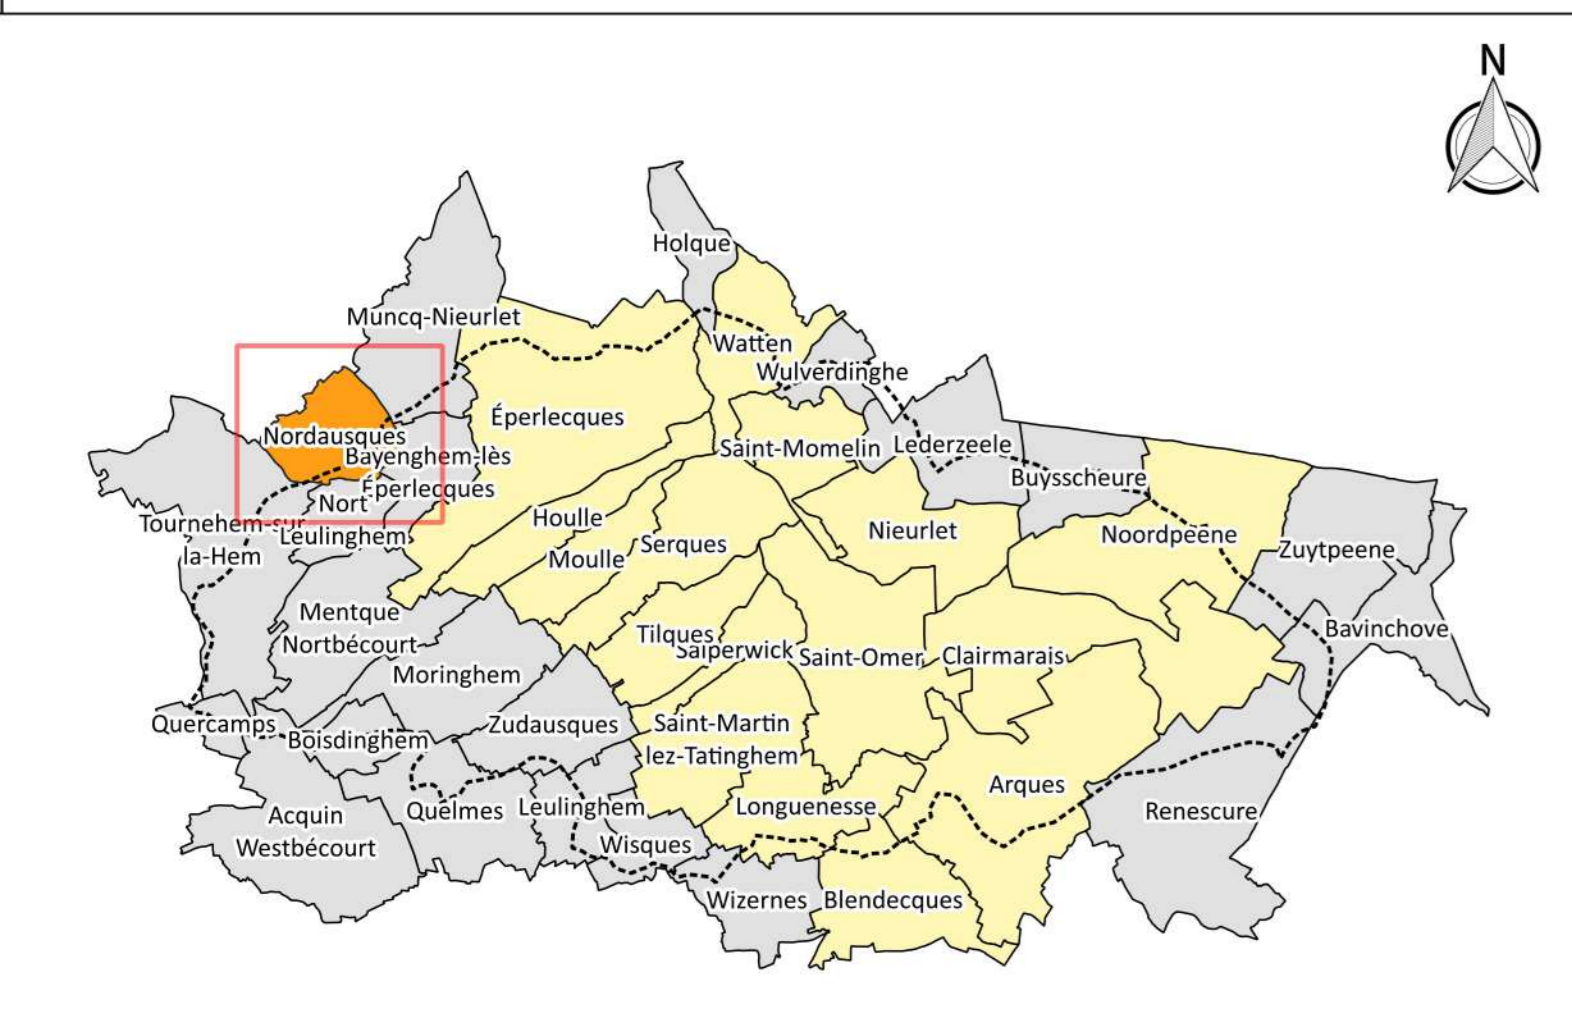 N
Holque
Muncq-Nieurlet
Watten
Wulverdinghe
Éperlecques
Nordausques
Saint-Momelin
Lederzeele
Bayenghem-lès
Éperlecques
Buysscheure
Nort
Leulinghem
Tournehem-sur
la-Hem
Houlle
Moulle
Serques
Nieurlet
Noordpeene
Zuytpeene
Mentque
Nortbécourt
Tilques
Salperwick
Saint-Omer
Clairmarais
Bavinchove
Moringhem
Quercamps
Boisdinghem
Zudausques
Saint-Martin
lez-Tatinghem
Arques
Acquin
Westbécourt
Quelmes
Leulinghem
Longuenesse
Renescure
Wisques
Wizernes
Blendecques